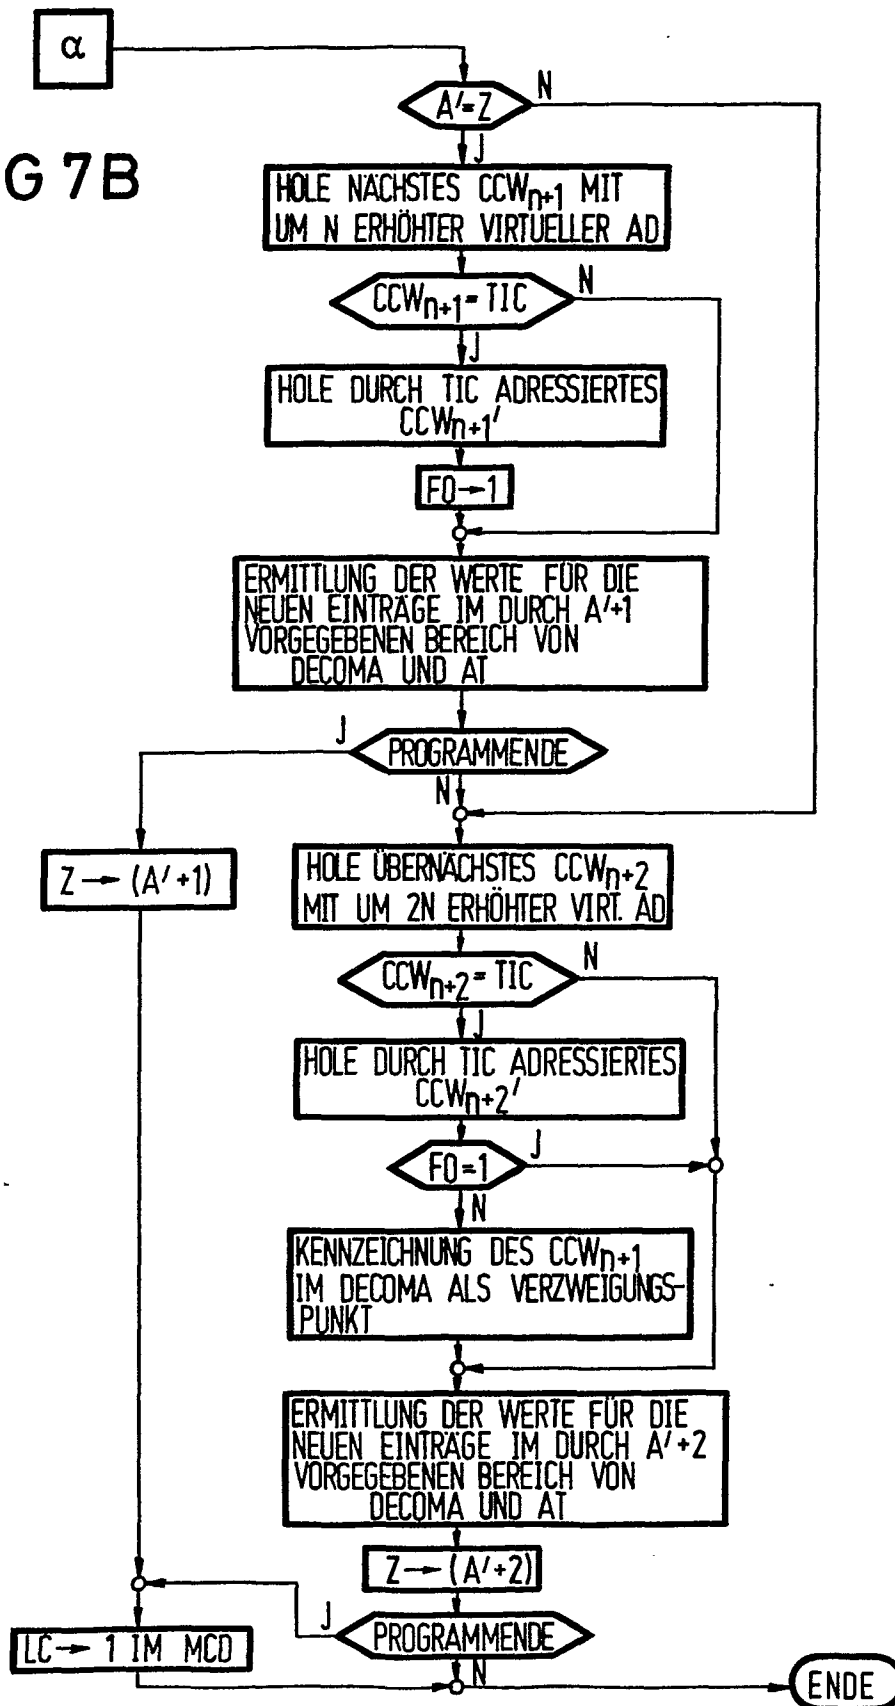 α
A'=Z
N
J
G 7B
HOLE NÄCHSTES CCWn+1 MIT
UM N ERHÖHTER VIRTUELLER AD
CCWn+1=TIC
N
J
HOLE DURCH TIC ADRESSIERTES
CCWn+1'
FQ→1
ERMITTLUNG DER WERTE FÜR DIE
NEUEN EINTRÄGE IM DURCH A'+1
VORGEGEBENEN BEREICH VON
DECOMA UND AT
J
PROGRAMMENDE
N
Z→(A'+1)
HOLE ÜBERNÄCHSTES CCWn+2
MIT UM 2N ERHÖHTER VIRT. AD
CCWn+2=TIC
N
J
HOLE DURCH TIC ADRESSIERTES
CCWn+2'
FQ=1
J
N
KENNZEICHNUNG DES CCWn+1
IM DECOMA ALS VERZWEIGUNGS-
PUNKT
ERMITTLUNG DER WERTE FÜR DIE
NEUEN EINTRÄGE IM DURCH A'+2
VORGEGEBENEN BEREICH VON
DECOMA UND AT
Z→(A'+2)
J
PROGRAMMENDE
LC→1 IM MCD
N
ENDE